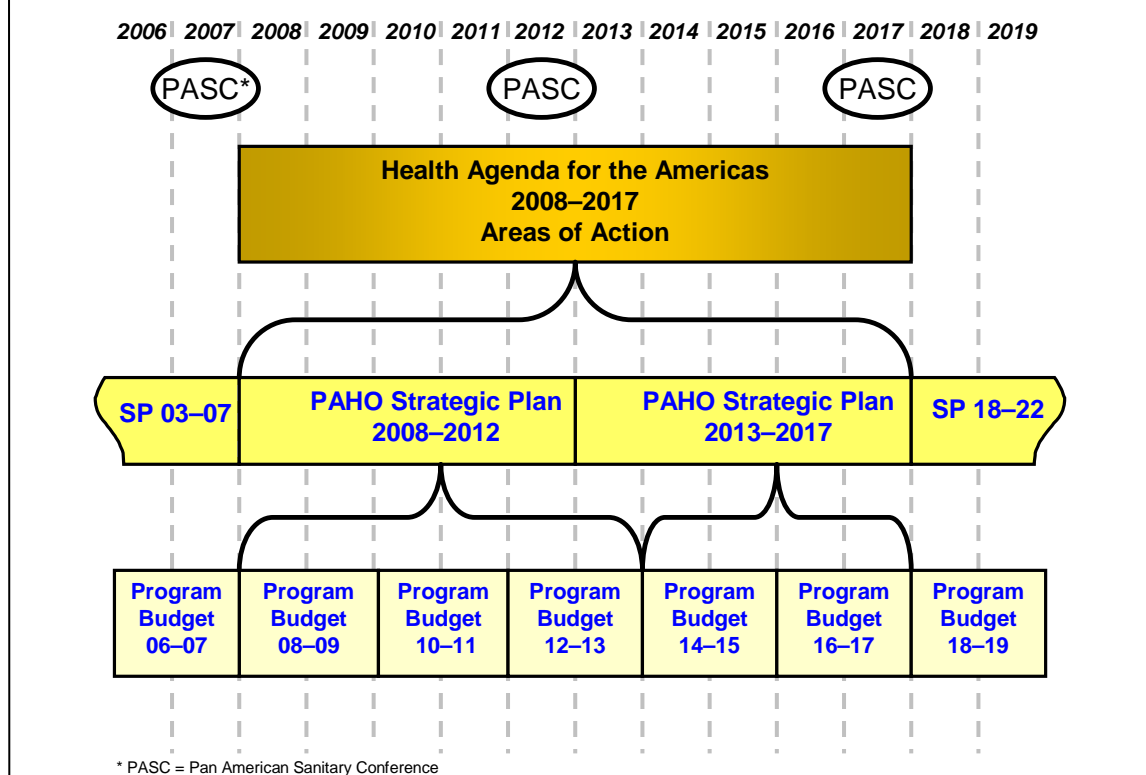 2006 2007 2008 2009 2010 2011 2012 2013 2014 2015 2016 2017 2018 2019
PASC* PASC PASC
Health Agenda for the Americas
2008–2017
Areas of Action
SP 03–07
PAHO Strategic Plan
2008–2012
PAHO Strategic Plan
2013–2017
SP 18–22
Program
Budget
06–07
Program
Budget
08–09
Program
Budget
10–11
Program
Budget
12–13
Program
Budget
14–15
Program
Budget
16–17
Program
Budget
18–19
* PASC = Pan American Sanitary Conference